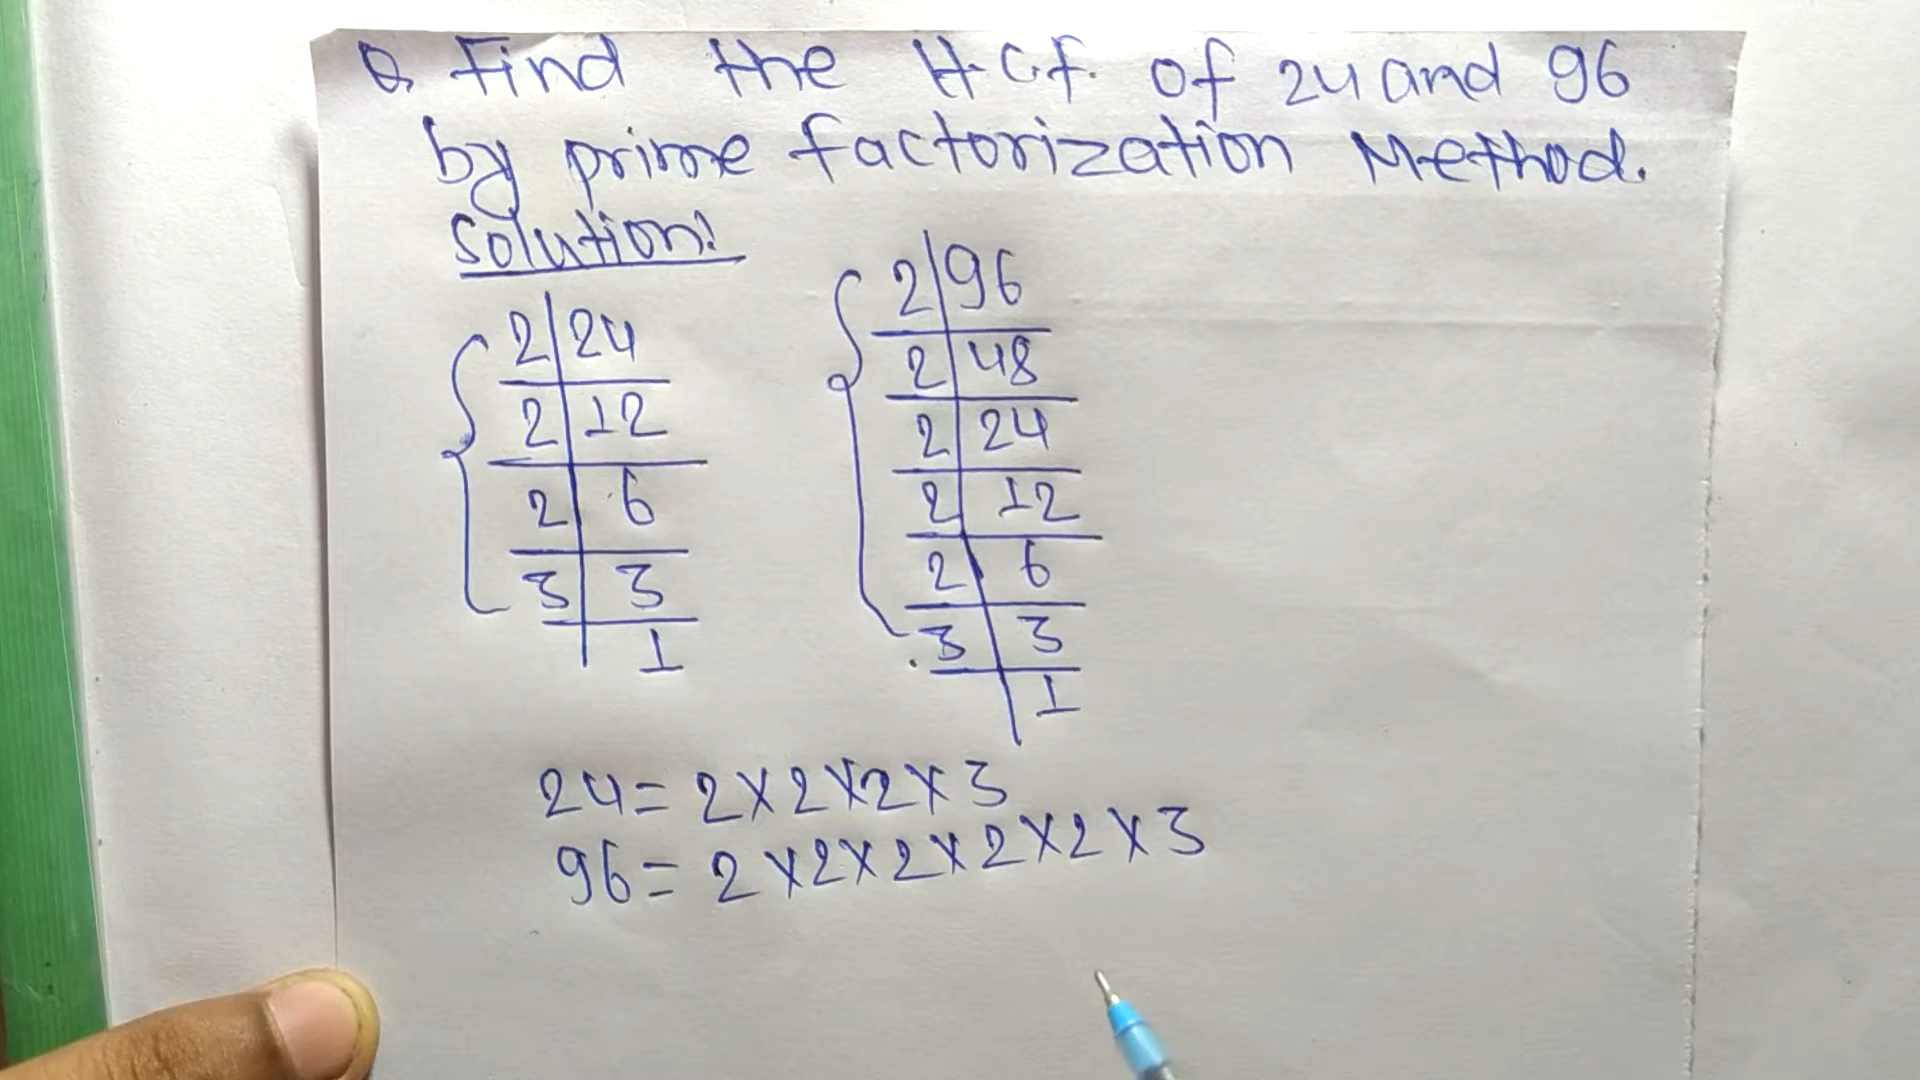 Q. Find the H.C.F. of 24 and 96
by prime factorization Method.
Solution:
2 | 24
2 | 12
2 | 6
3 | 3
1
2 | 96
2 | 48
2 | 24
2 | 12
2 | 6
3 | 3
1
24 = 2 × 2 × 2 × 3
96 = 2 × 2 × 2 × 2 × 2 × 3